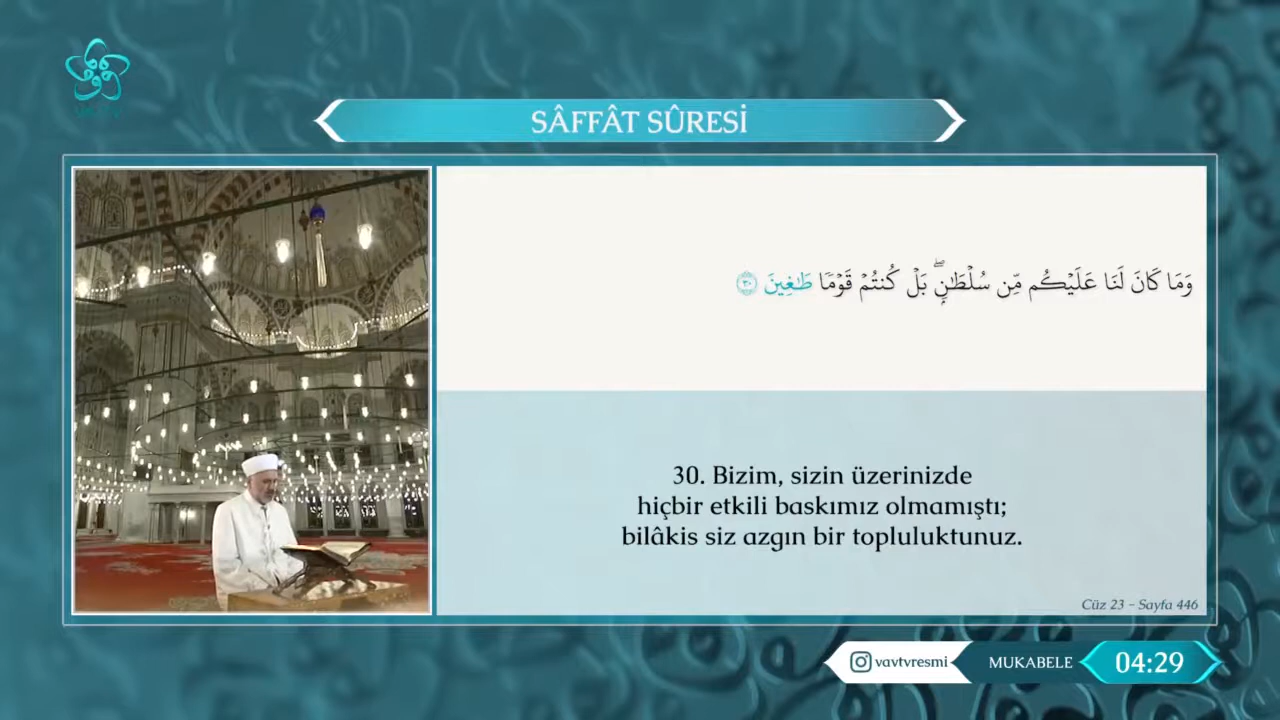 SÂFFÂT SÛRESİ
وَمَا كَانَ لَنَا عَلَيْكُم مِّن سُلْطَٰنٍۖ بَلْ كُنتُمْ قَوْمًا طَٰغِينَ ٣٠
30. Bizim, sizin üzerinizde
hiçbir etkili baskımız olmamıştı;
bilâkis siz azgın bir topluluktunuz.
Cüz 23 - Sayfa 446
vavtvresmi MUKABELE 04:29